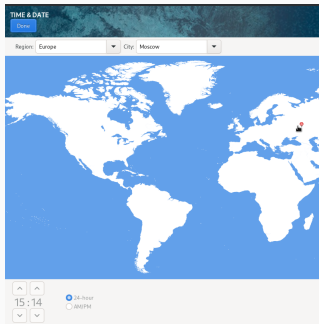 TIME & DATE
Done
Region: Europe City: Moscow
15 : 14
24-hour
AM/PM